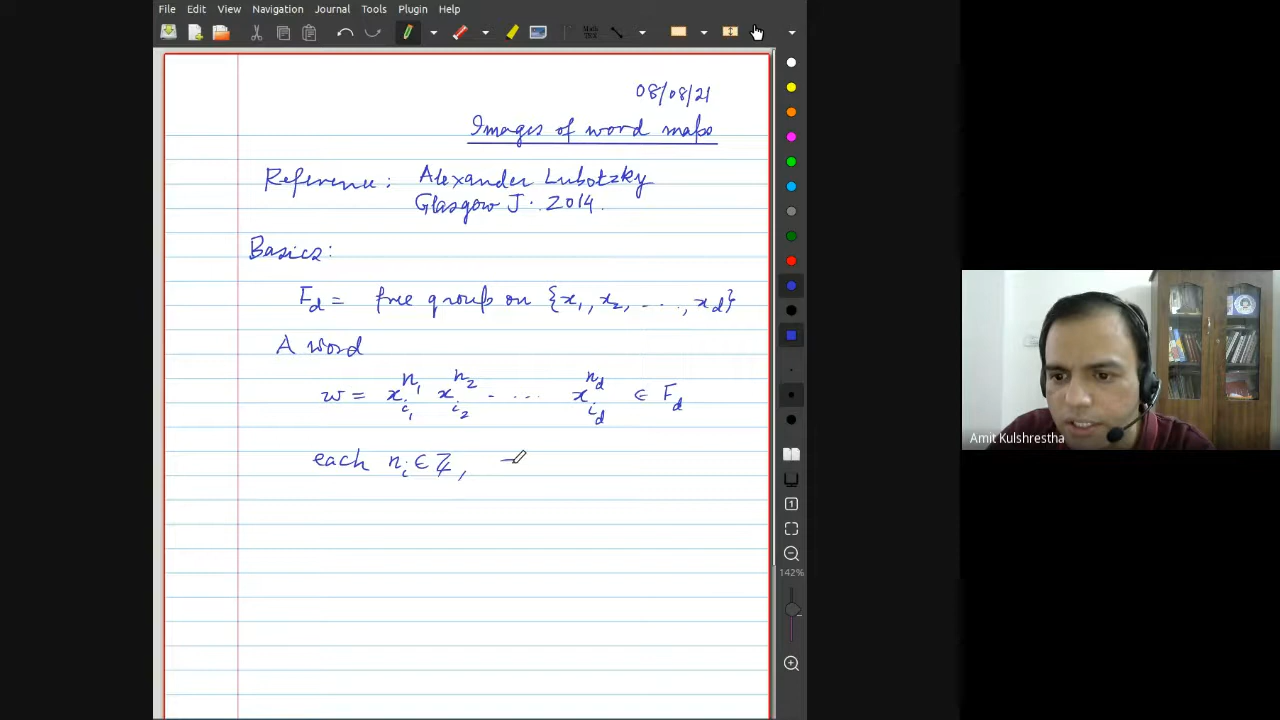 File Edit View Navigation Journal Tools Plugin Help
08/08/21
Images of word maps
Reference: Alexander Lubotzky
Glasgow J. 2014.
Basics:
F_d = free group on {x_1, x_2, ...., x_d}
A word
w = x_{i_1}^{n_1} x_{i_2}^{n_2} ..... x_{i_d}^{n_d} ∈ F_d
each n_i ∈ ℤ,
Amit Kulshrestha
142%